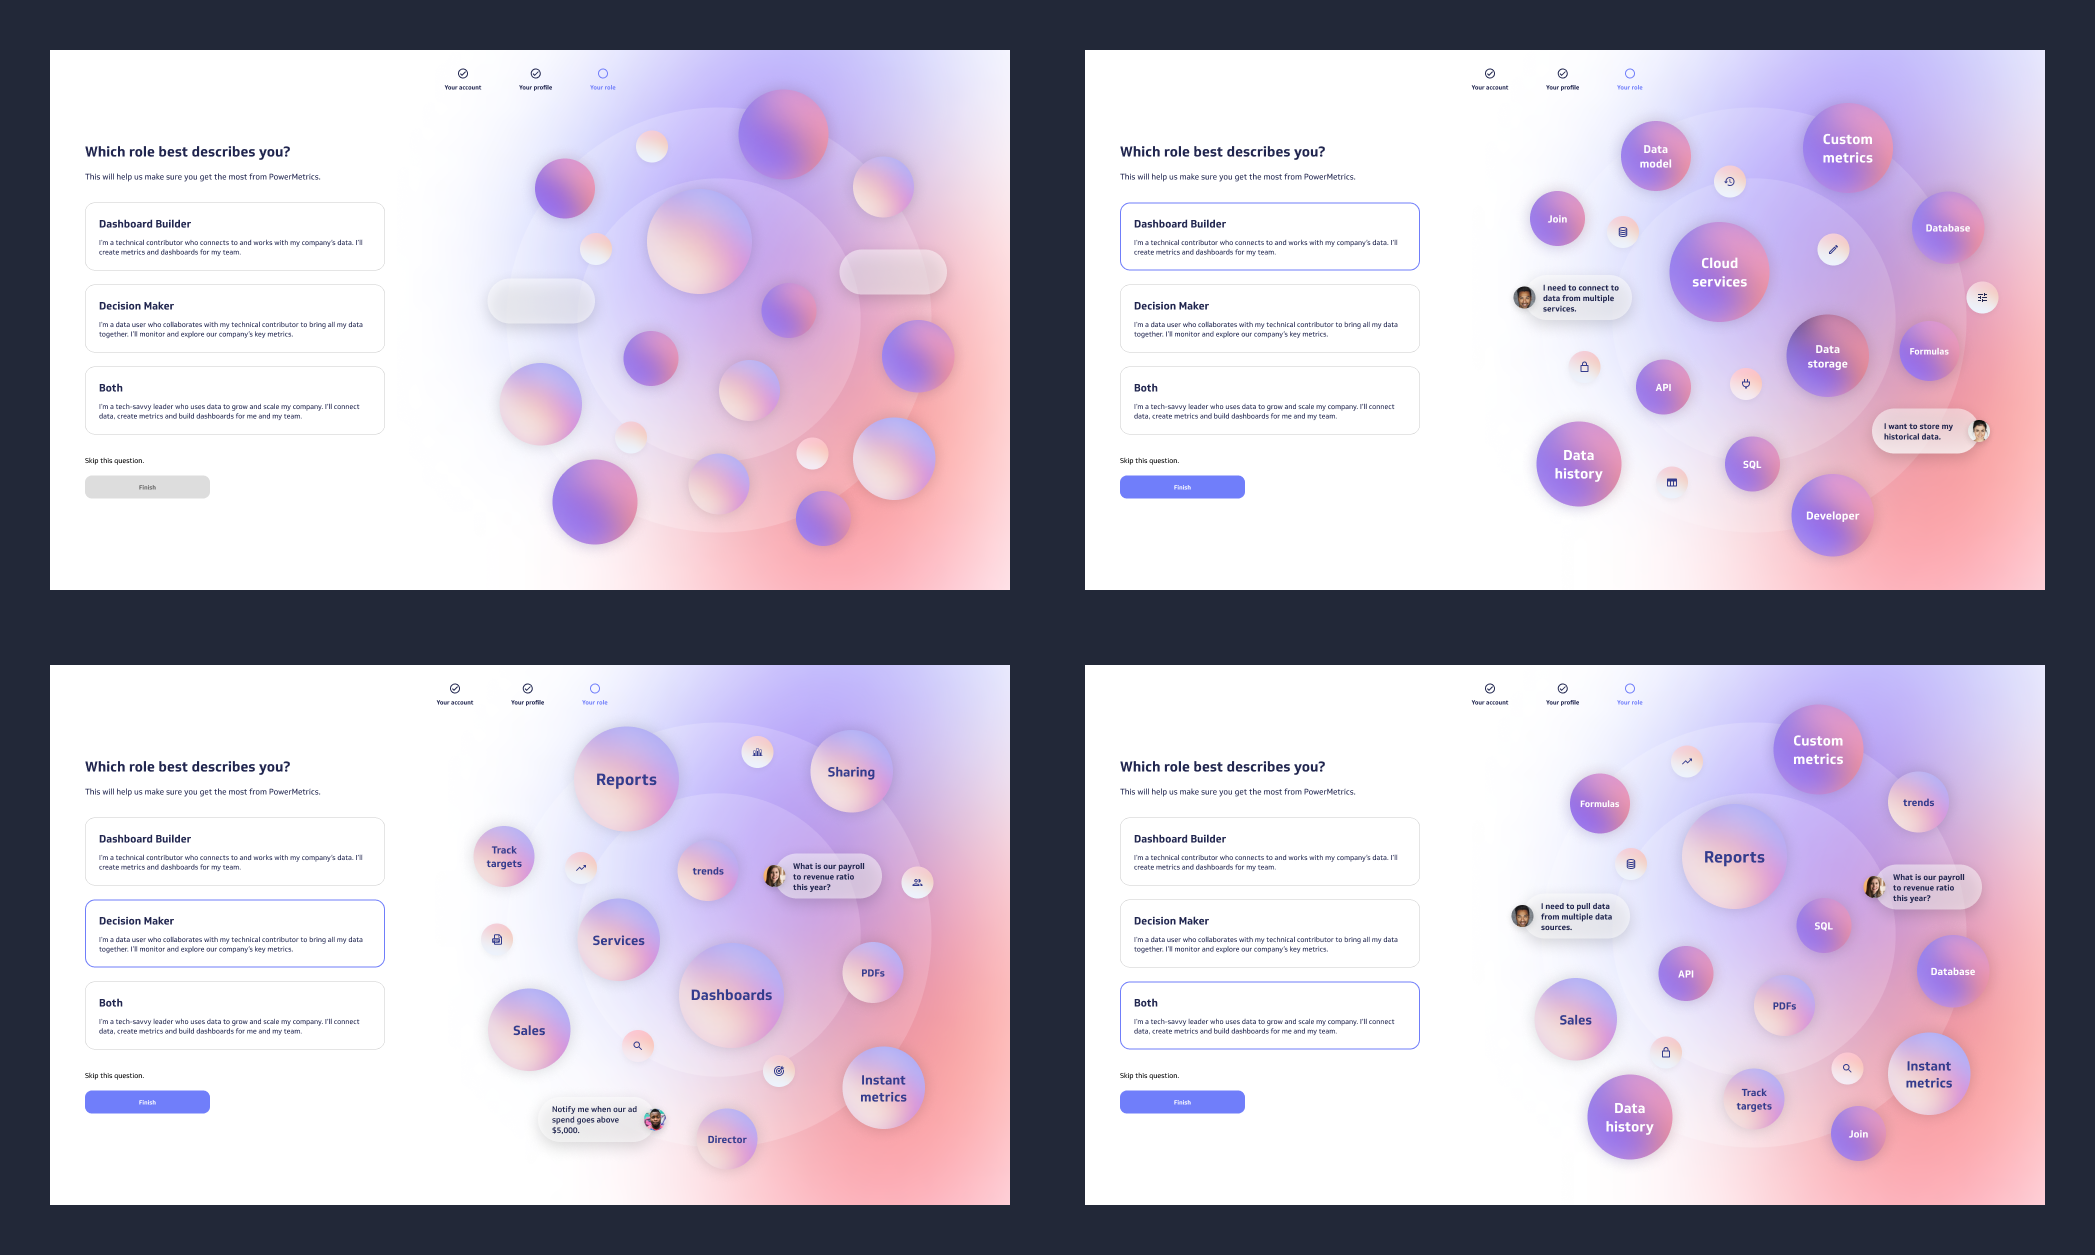 Your account
Your profile
Your role
Which role best describes you?
This will help us make sure you get the most from PowerMetrics.
Dashboard Builder
I'm a technical contributor who connects to and works with my company's data. I'll
create metrics and dashboards for my team.
Decision Maker
I'm a data user who collaborates with my technical contributor to bring all my data
together. I'll monitor and explore our company's key metrics.
Both
I'm a tech-savvy leader who uses data to grow and scale my company. I'll connect
data, create metrics and build dashboards for me and my team.
Skip this question.
Finish
Your account
Your profile
Your role
Which role best describes you?
This will help us make sure you get the most from PowerMetrics.
Dashboard Builder
I'm a technical contributor who connects to and works with my company's data. I'll
create metrics and dashboards for my team.
Decision Maker
I'm a data user who collaborates with my technical contributor to bring all my data
together. I'll monitor and explore our company's key metrics.
Both
I'm a tech-savvy leader who uses data to grow and scale my company. I'll connect
data, create metrics and build dashboards for me and my team.
Skip this question.
Finish
Data
model
Custom
metrics
Join
Database
Cloud
services
I need to connect to
data from multiple
services.
Data
storage
Formulas
API
I want to store my
historical data.
Data
history
SQL
Developer
Your account
Your profile
Your role
Which role best describes you?
This will help us make sure you get the most from PowerMetrics.
Dashboard Builder
I'm a technical contributor who connects to and works with my company's data. I'll
create metrics and dashboards for my team.
Decision Maker
I'm a data user who collaborates with my technical contributor to bring all my data
together. I'll monitor and explore our company's key metrics.
Both
I'm a tech-savvy leader who uses data to grow and scale my company. I'll connect
data, create metrics and build dashboards for me and my team.
Skip this question.
Finish
Reports
Sharing
Track
targets
trends
What is our payroll
to revenue ratio
this year?
Services
PDFs
Dashboards
Sales
Instant
metrics
Notify me when our ad
spend goes above
$5,000.
Director
Your account
Your profile
Your role
Which role best describes you?
This will help us make sure you get the most from PowerMetrics.
Dashboard Builder
I'm a technical contributor who connects to and works with my company's data. I'll
create metrics and dashboards for my team.
Decision Maker
I'm a data user who collaborates with my technical contributor to bring all my data
together. I'll monitor and explore our company's key metrics.
Both
I'm a tech-savvy leader who uses data to grow and scale my company. I'll connect
data, create metrics and build dashboards for me and my team.
Skip this question.
Finish
Custom
metrics
Formulas
trends
Reports
What is our payroll
to revenue ratio
this year?
I need to pull data
from multiple data
sources.
SQL
API
Database
PDFs
Sales
Instant
metrics
Track
targets
Data
history
Join